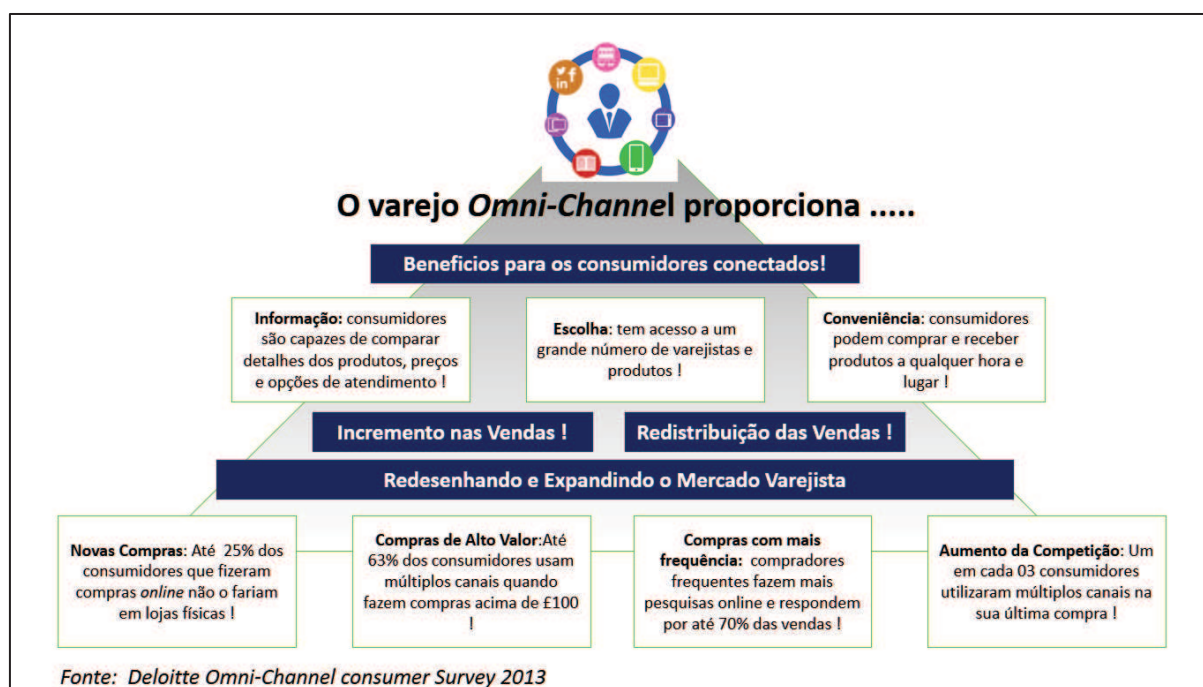 in f
O varejo Omni-Channel proporciona .....
Beneficios para os consumidores conectados!
Informação: consumidores
são capazes de comparar
detalhes dos produtos, preços
e opções de atendimento !
Escolha: tem acesso a um
grande número de varejistas e
produtos !
Conveniência: consumidores
podem comprar e receber
produtos a qualquer hora e
lugar !
Incremento nas Vendas !
Redistribuição das Vendas !
Redesenhando e Expandindo o Mercado Varejista
Novas Compras: Até 25% dos
consumidores que fizeram
compras online não o fariam
em lojas físicas !
Compras de Alto Valor:Até
63% dos consumidores usam
múltiplos canais quando
fazem compras acima de £100
!
Compras com mais
frequência: compradores
frequentes fazem mais
pesquisas online e respondem
por até 70% das vendas !
Aumento da Competição: Um
em cada 03 consumidores
utilizaram múltiplos canais na
sua última compra !
Fonte: Deloitte Omni-Channel consumer Survey 2013